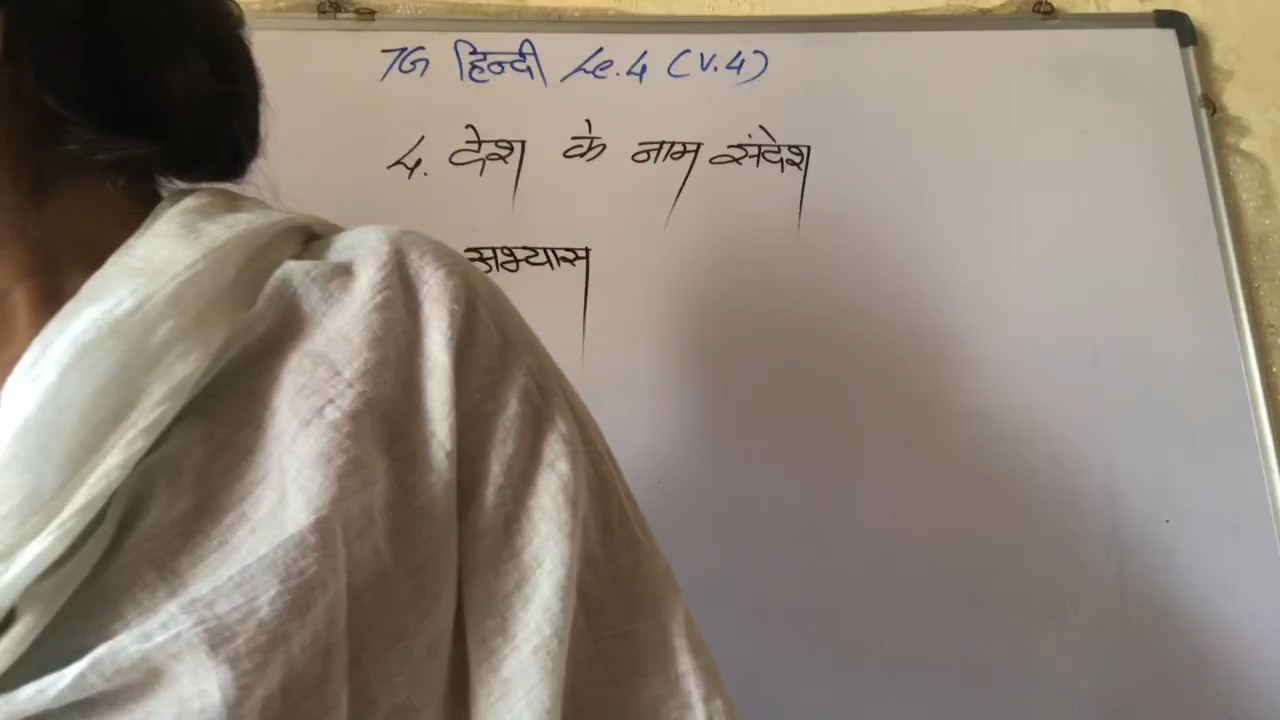 7G हिन्दी Le.4 (V.4)
4. देश के नाम संदेश
अभ्यास